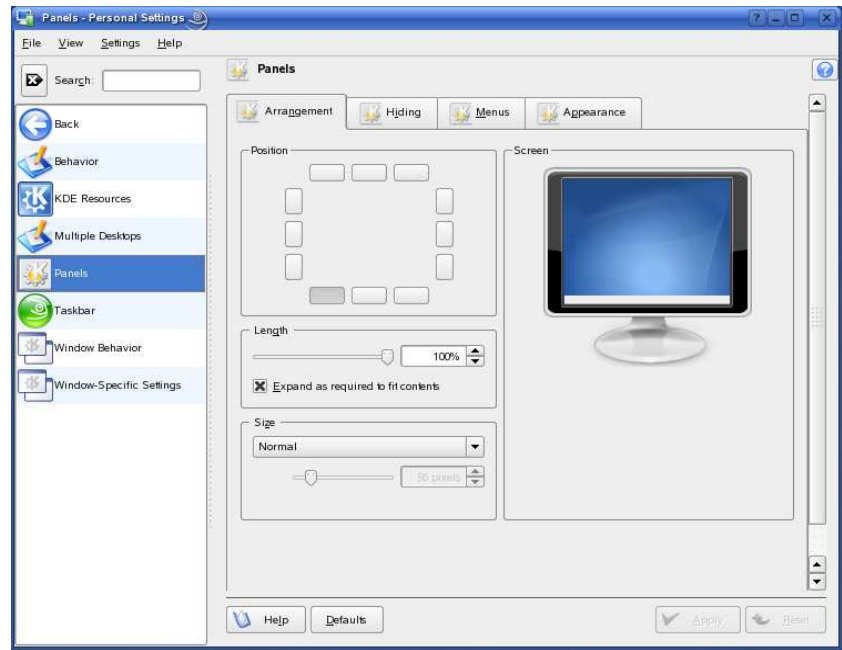 Panels - Personal Settings
File View Settings Help
Search:
Back
Behavior
KDE Resources
Multiple Desktops
Panels
Taskbar
Window Behavior
Window-Specific Settings
Panels
Arrangement Hiding Menus Appearance
Position
Screen
Length
100%
Expand as required to fit contents
Size
Normal
56 pixels
Help Defaults Apply Reset